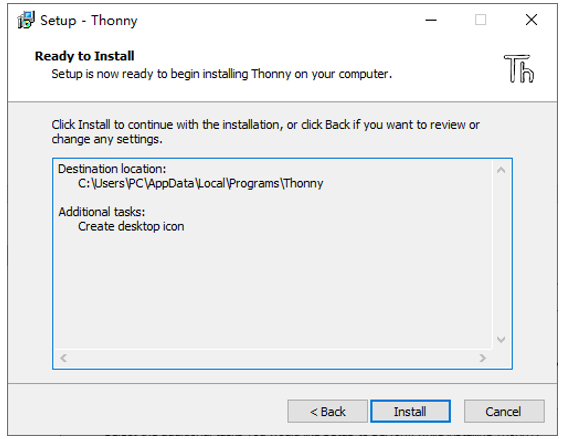 Setup - Thonny
Ready to Install
Setup is now ready to begin installing Thonny on your computer.
Th
Click Install to continue with the installation, or click Back if you want to review or
change any settings.
Destination location:
C:\Users\PC\AppData\Local\Programs\Thonny
Additional tasks:
Create desktop icon
< Back
Install
Cancel